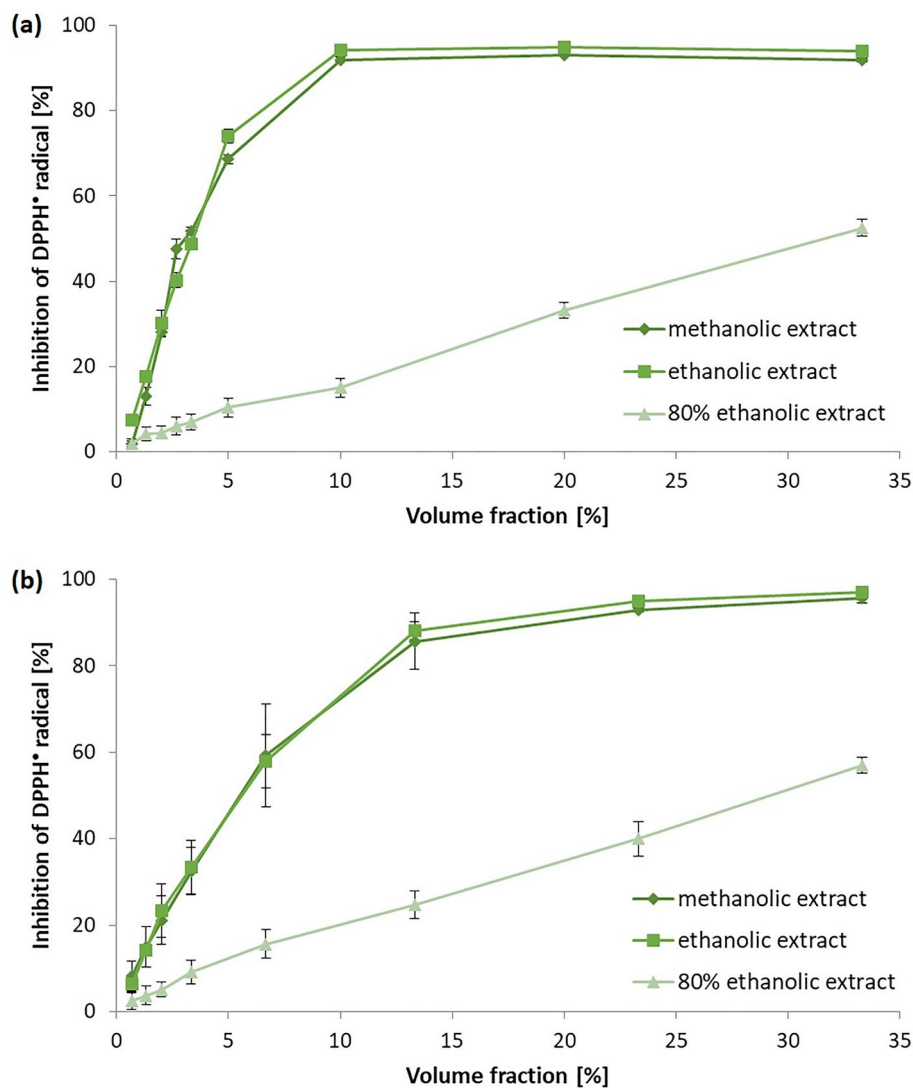 (a)
Inhibition of DPPH• radical [%]
100
80
60
40
20
0
methanolic extract
ethanolic extract
80% ethanolic extract
0 5 10 15 20 25 30 35
Volume fraction [%]
(b)
Inhibition of DPPH• radical [%]
100
80
60
40
20
0
methanolic extract
ethanolic extract
80% ethanolic extract
0 5 10 15 20 25 30 35
Volume fraction [%]